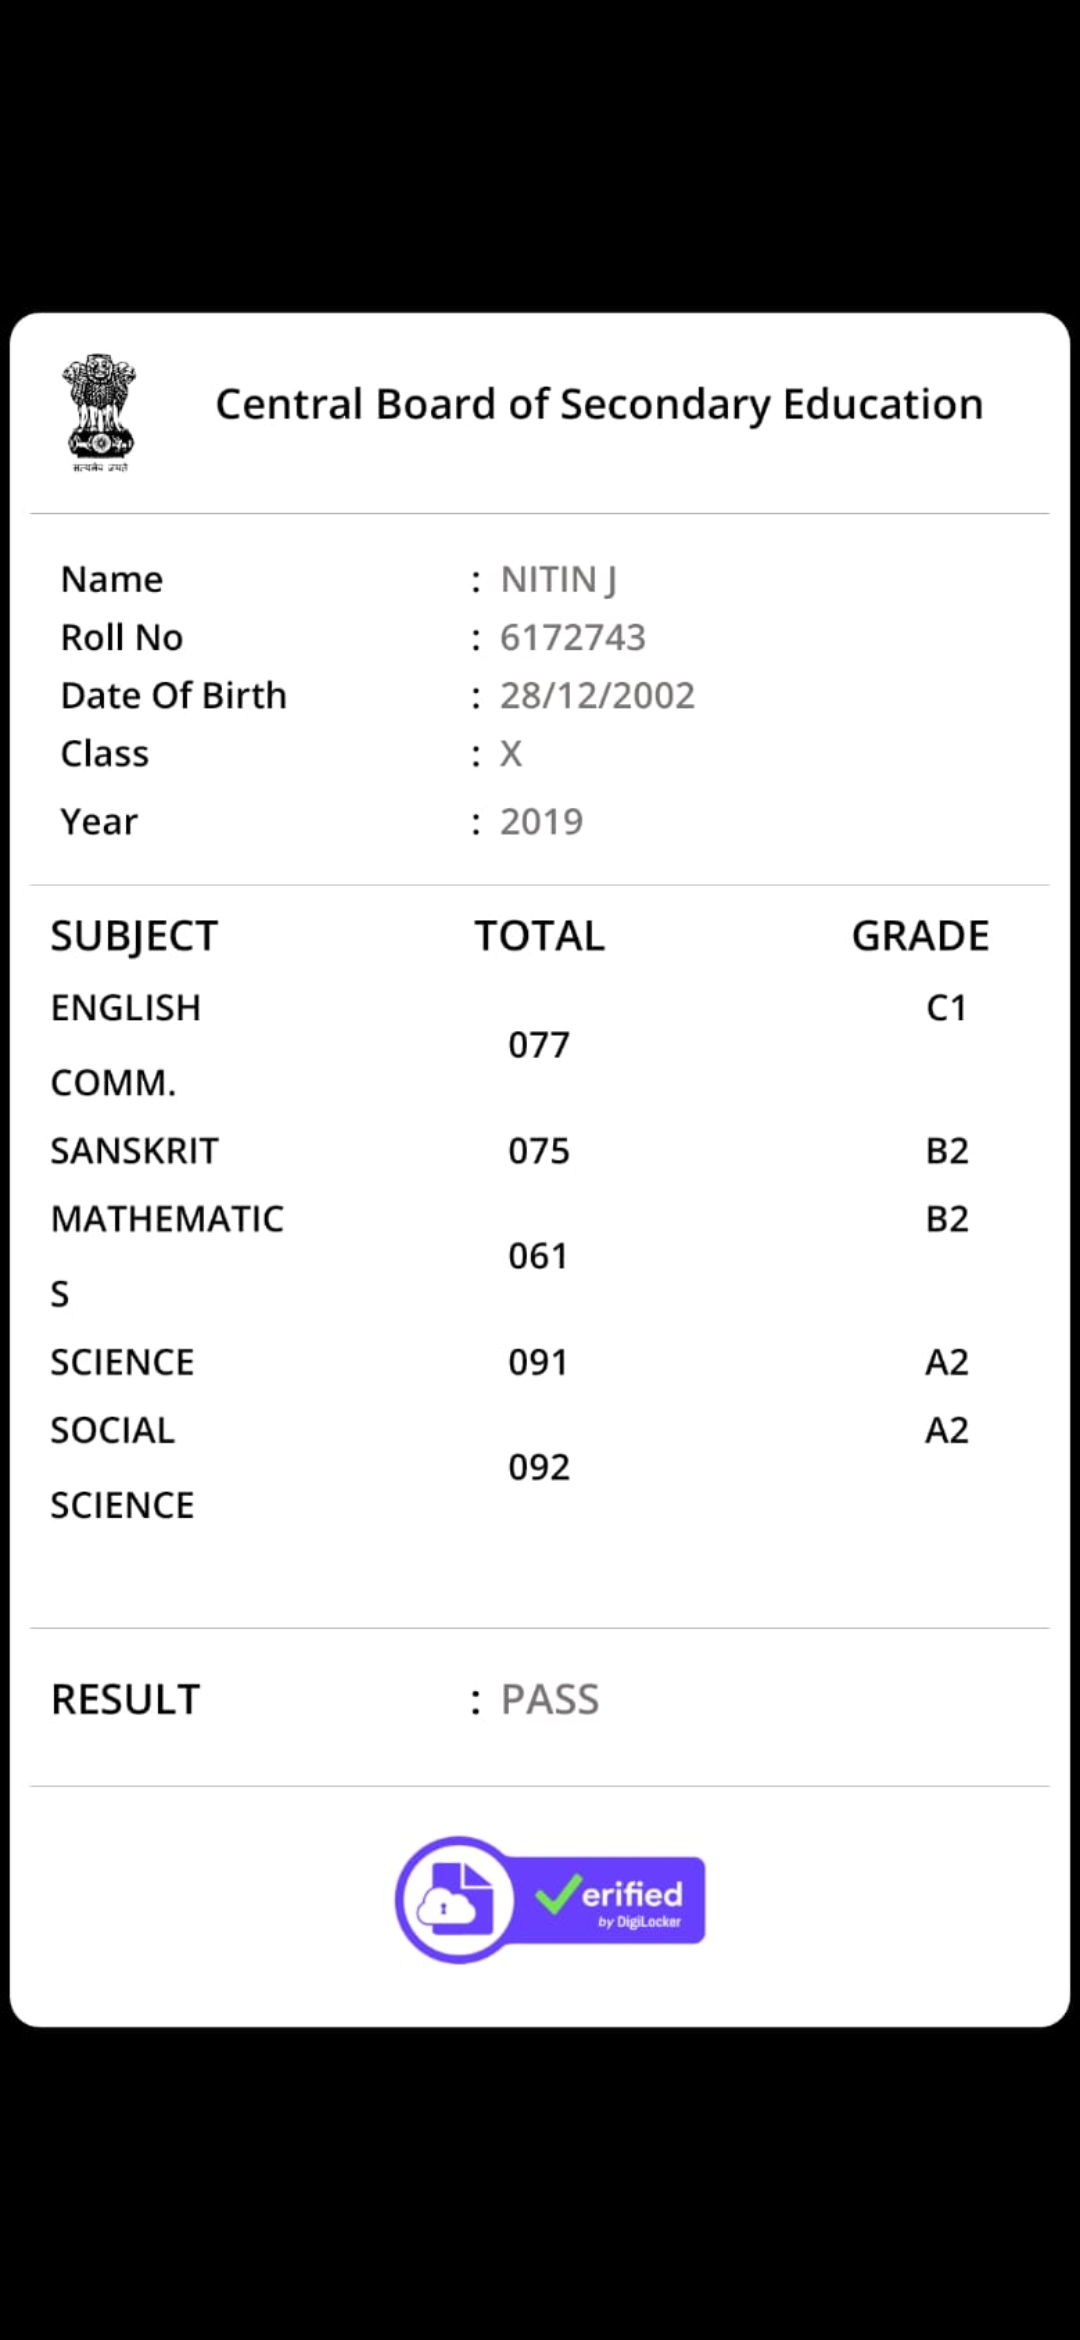 सत्यमेव जयते
Central Board of Secondary Education
Name : NITIN J
Roll No : 6172743
Date Of Birth : 28/12/2002
Class : X
Year : 2019
SUBJECT TOTAL GRADE
ENGLISH C1
077
COMM.
SANSKRIT 075 B2
MATHEMATIC B2
061
S
SCIENCE 091 A2
SOCIAL A2
092
SCIENCE
RESULT : PASS
Verified
by DigiLocker